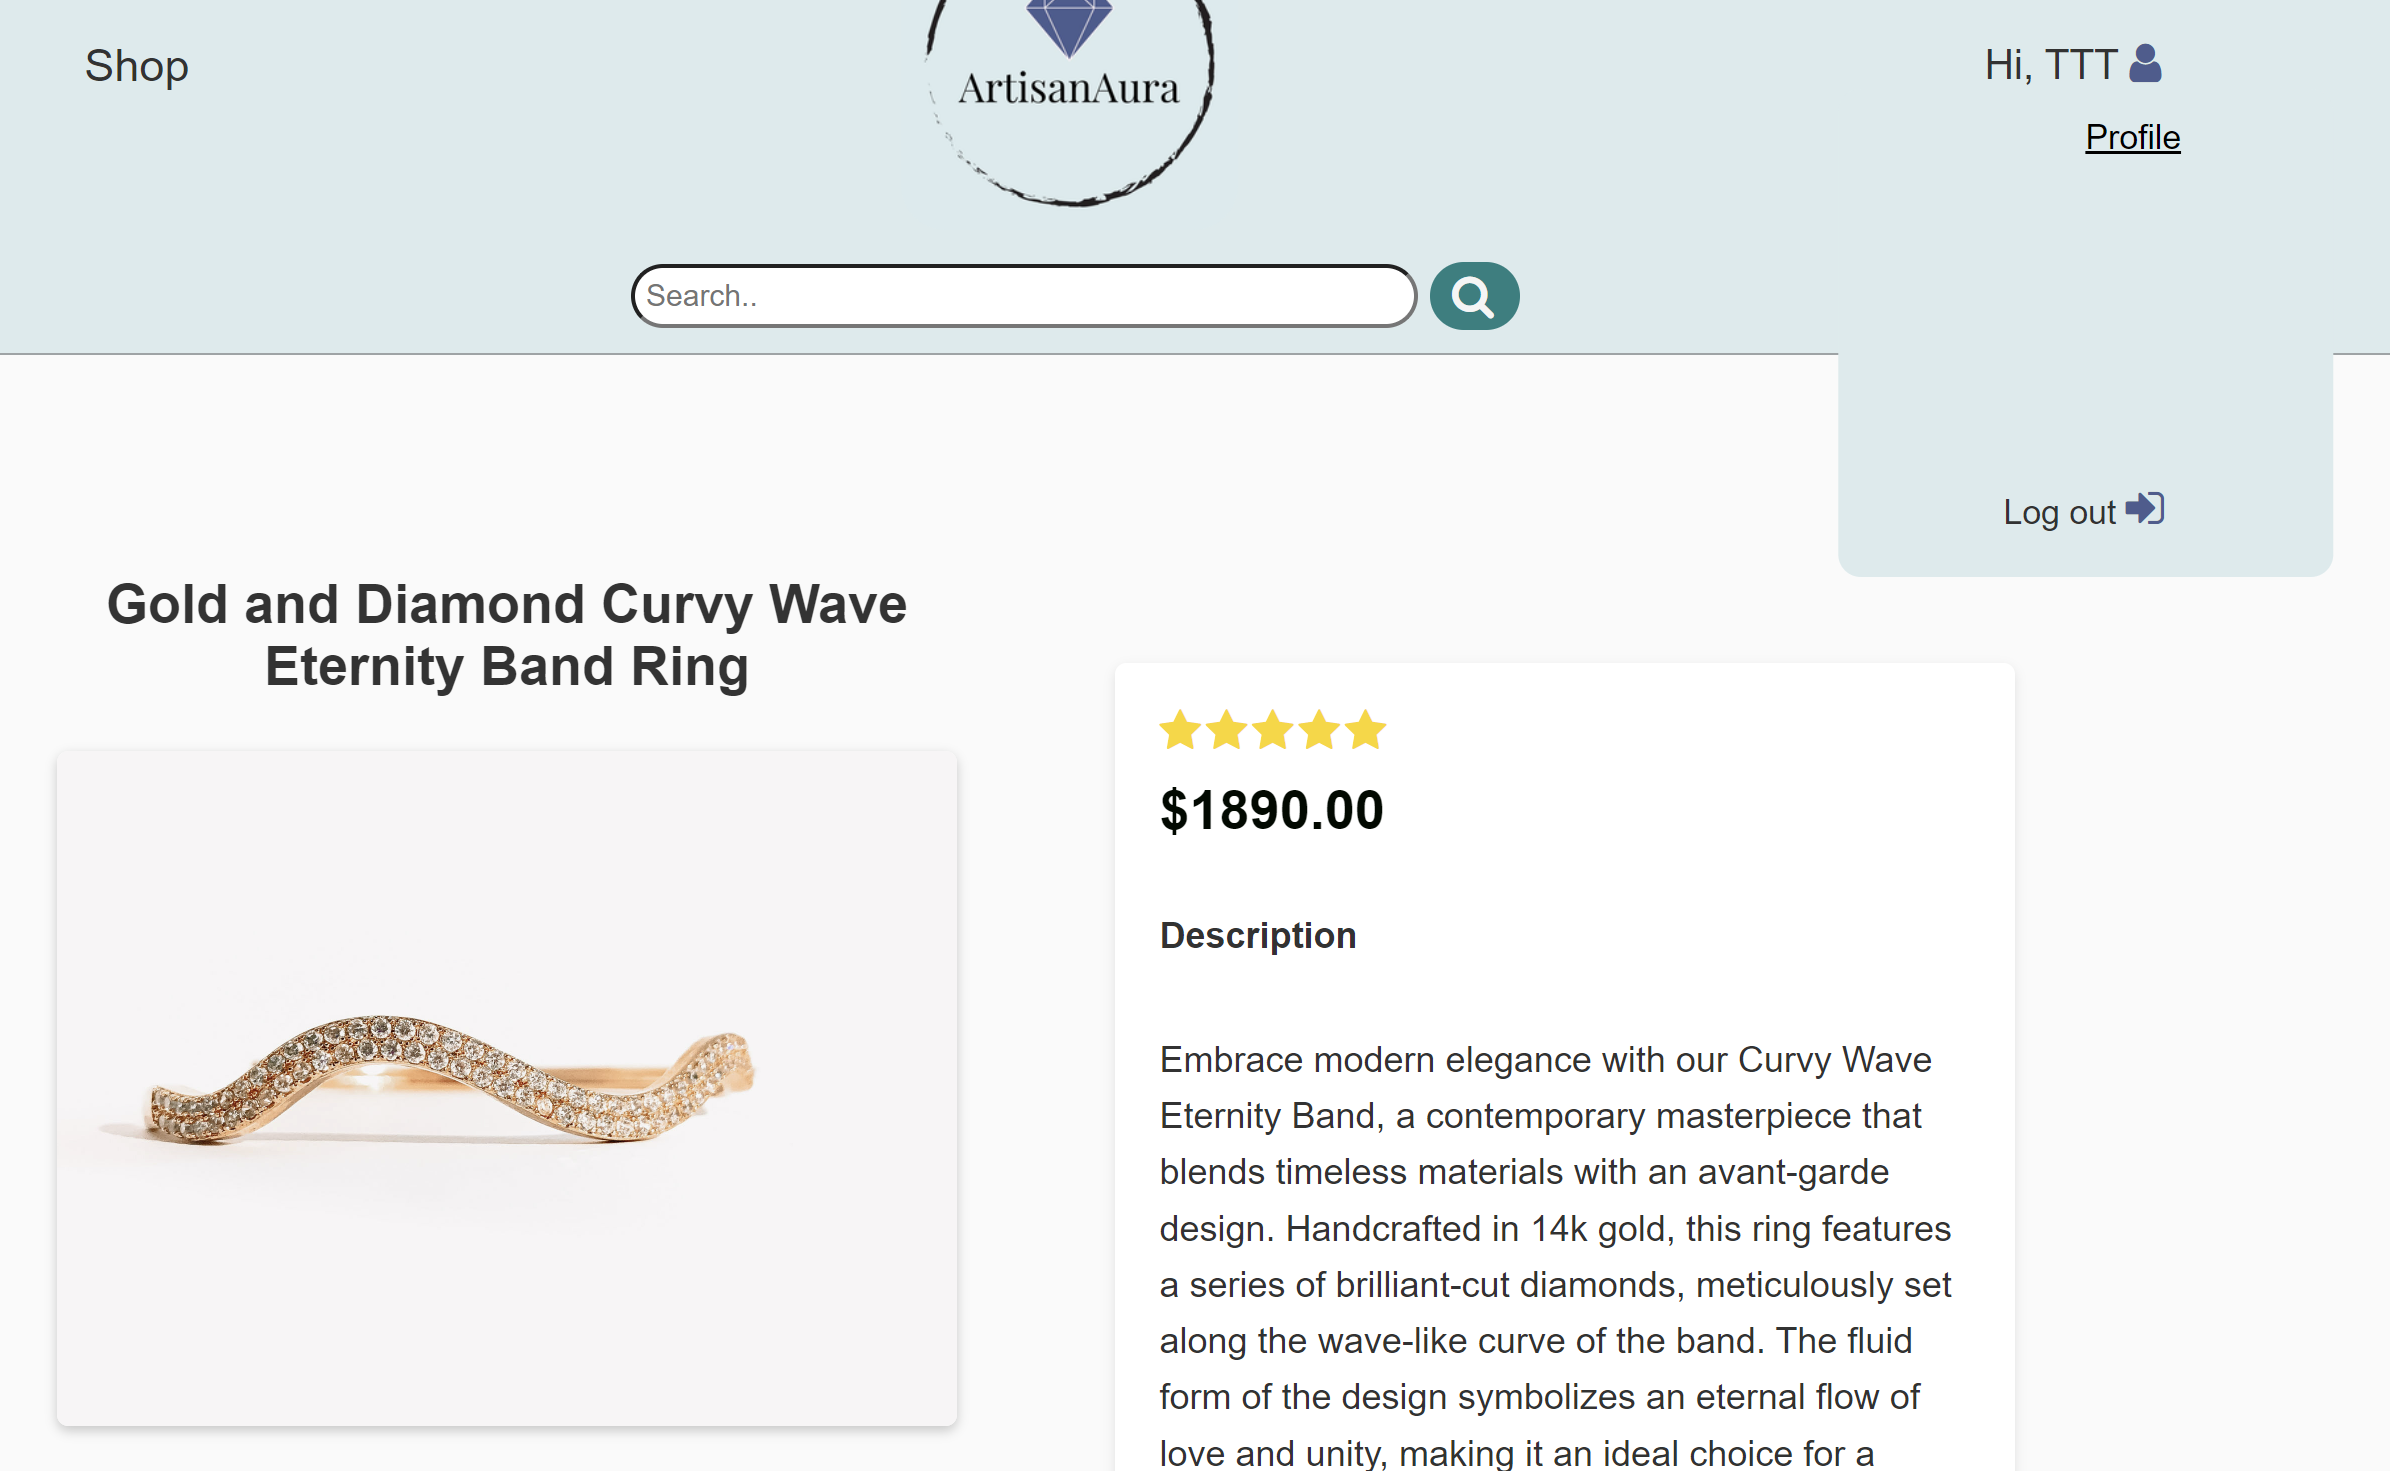 Shop
ArtisanAura
Hi, TTT
Profile
Search..
Log out
Gold and Diamond Curvy Wave
Eternity Band Ring
$1890.00
Description
Embrace modern elegance with our Curvy Wave
Eternity Band, a contemporary masterpiece that
blends timeless materials with an avant-garde
design. Handcrafted in 14k gold, this ring features
a series of brilliant-cut diamonds, meticulously set
along the wave-like curve of the band. The fluid
form of the design symbolizes an eternal flow of
love and unity, making it an ideal choice for a